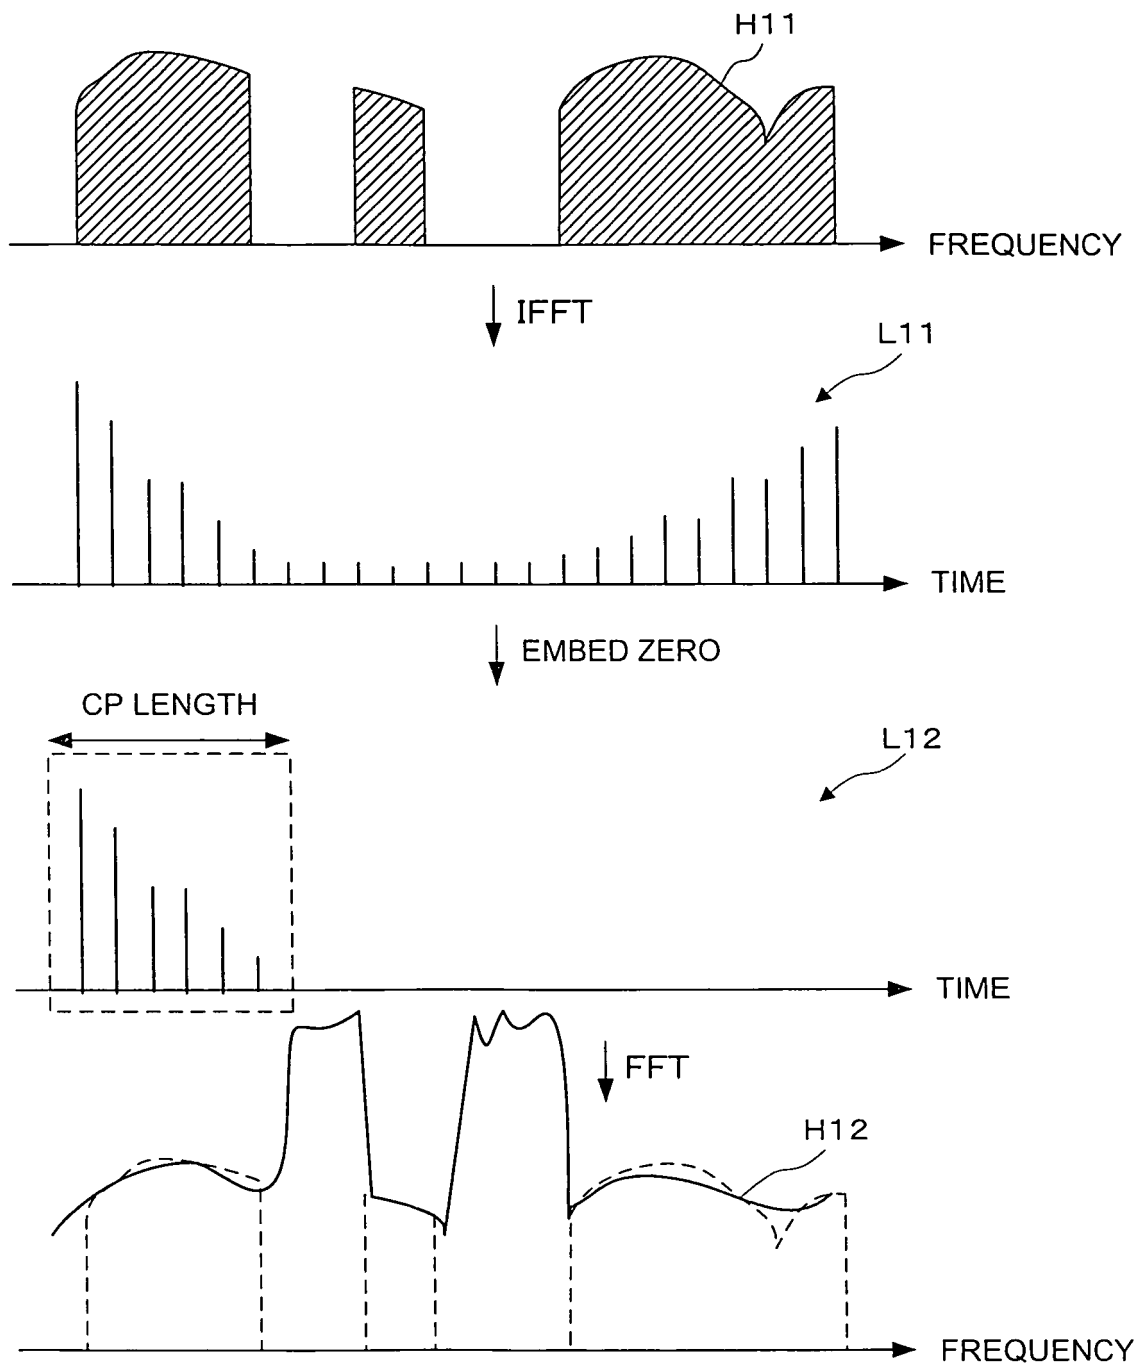 H11
FREQUENCY
IFFT
L11
TIME
EMBED ZERO
CP LENGTH
L12
TIME
FFT
H12
FREQUENCY